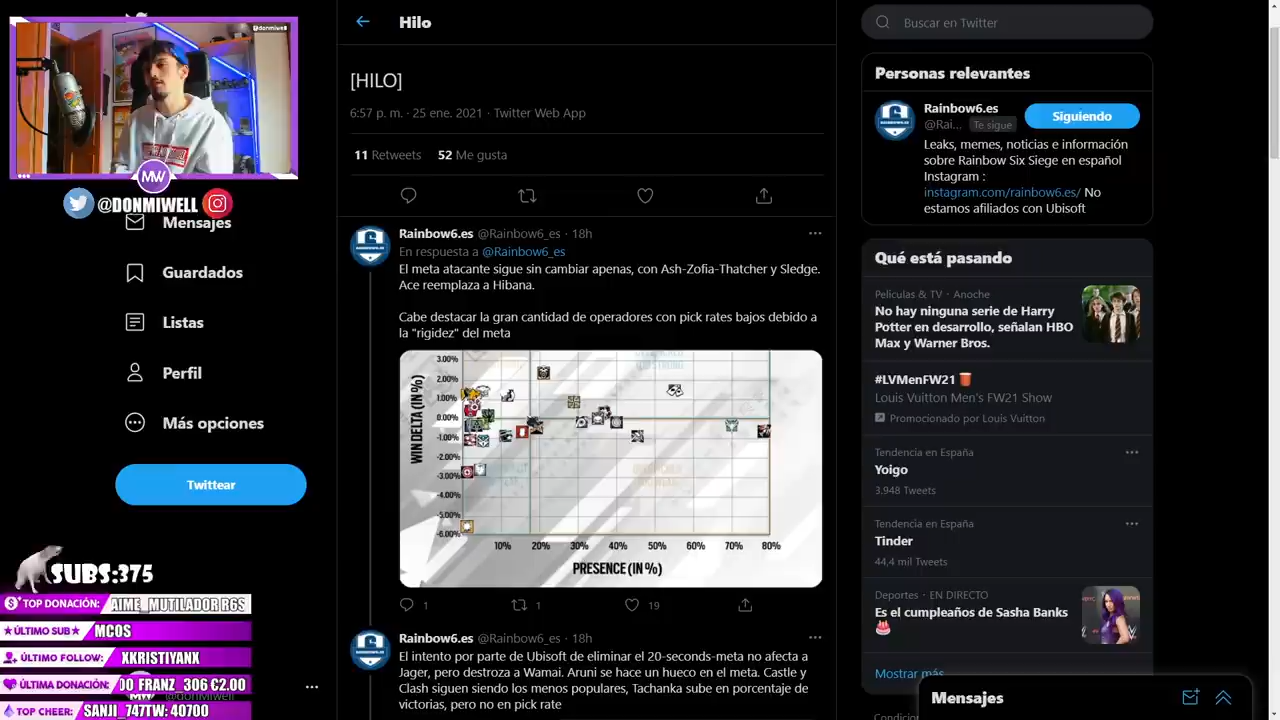 @donmiwell
MW
@DONMIWELL
Mensajes
Guardados
Listas
Perfil
Más opciones
Twittear
SUBS:375
TOP DONACIÓN: AIME_MUTILADOR R6S
★ÚLTIMO SUB★ MCOS
ÚLTIMO FOLLOW: XKRISTIYANX
ÚLTIMA DONACIÓN: DO FRANZ_306 €2.00
TOP CHEER: SANJI_747TW: 40700
Hilo
[HILO]
6:57 p. m. · 25 ene. 2021 · Twitter Web App
11 Retweets 52 Me gusta
Rainbow6.es @Rainbow6_es · 18h
En respuesta a @Rainbow6_es
El meta atacante sigue sin cambiar apenas, con Ash-Zofia-Thatcher y Sledge.
Ace reemplaza a Hibana.
Cabe destacar la gran cantidad de operadores con pick rates bajos debido a
la "rigidez" del meta
WIN DELTA (IN %)
3.00%
2.00%
1.00%
0.00%
-1.00%
-2.00%
-3.00%
-4.00%
-5.00%
-6.00%
10% 20% 30% 40% 50% 60% 70% 80%
PRESENCE (IN %)
1 1 19
Rainbow6.es @Rainbow6_es · 18h
El intento por parte de Ubisoft de eliminar el 20-seconds-meta no afecta a
Jager, pero destroza a Wamai. Aruni se hace un hueco en el meta. Castle y
Clash siguen siendo los menos populares, Tachanka sube en porcentaje de
victorias, pero no en pick rate
Buscar en Twitter
Personas relevantes
Rainbow6.es
@Rai... Te sigue
Siguiendo
Leaks, memes, noticias e información
sobre Rainbow Six Siege en español
Instagram :
instagram.com/rainbow6.es/ No
estamos afiliados con Ubisoft
Qué está pasando
Películas & TV · Anoche
No hay ninguna serie de Harry
Potter en desarrollo, señalan HBO
Max y Warner Bros.
#LVMenFW21
Louis Vuitton Men's FW21 Show
Promocionado por Louis Vuitton
Tendencia en España
Yoigo
3.948 Tweets
Tendencia en España
Tinder
44,4 mil Tweets
Deportes · EN DIRECTO
Es el cumpleaños de Sasha Banks
Mostrar más
Mensajes